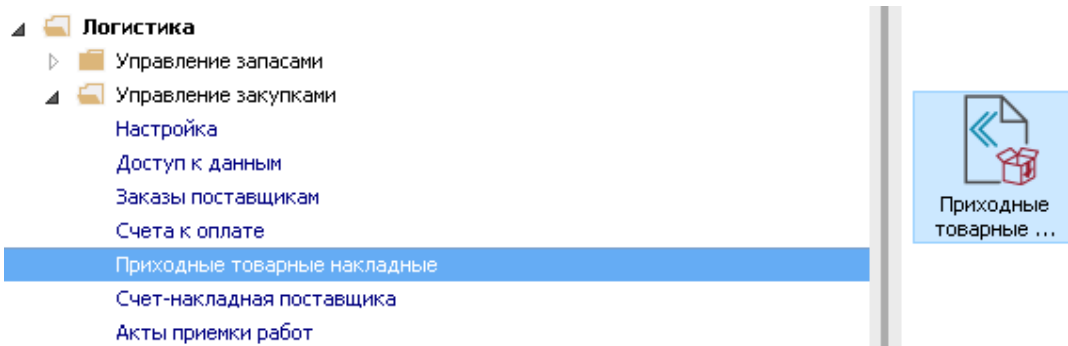 Логистика
Управление запасами
Управление закупками
Настройка
Доступ к данным
Заказы поставщикам
Счета к оплате
Приходные товарные накладные
Счет-накладная поставщика
Акты приемки работ
Приходные
товарные ...